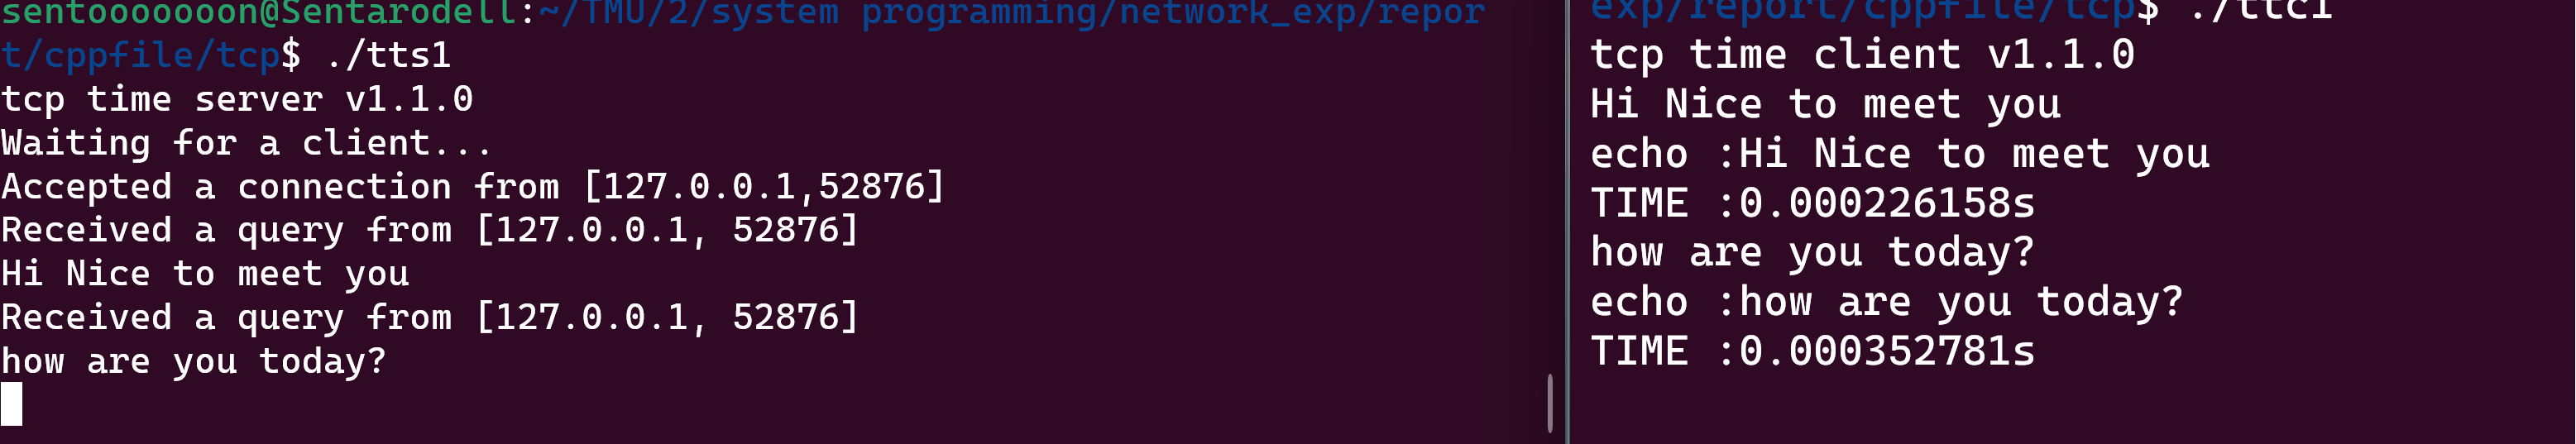 sentooooooon@Sentarodell:~/TMU/2/system programming/network_exp/repor
t/cppfile/tcp$ ./tts1
tcp time server v1.1.0
Waiting for a client...
Accepted a connection from [127.0.0.1,52876]
Received a query from [127.0.0.1, 52876]
Hi Nice to meet you
Received a query from [127.0.0.1, 52876]
how are you today?
exp/report/cppfile/tcp$ ./ttc1
tcp time client v1.1.0
Hi Nice to meet you
echo :Hi Nice to meet you
TIME :0.000226158s
how are you today?
echo :how are you today?
TIME :0.000352781s